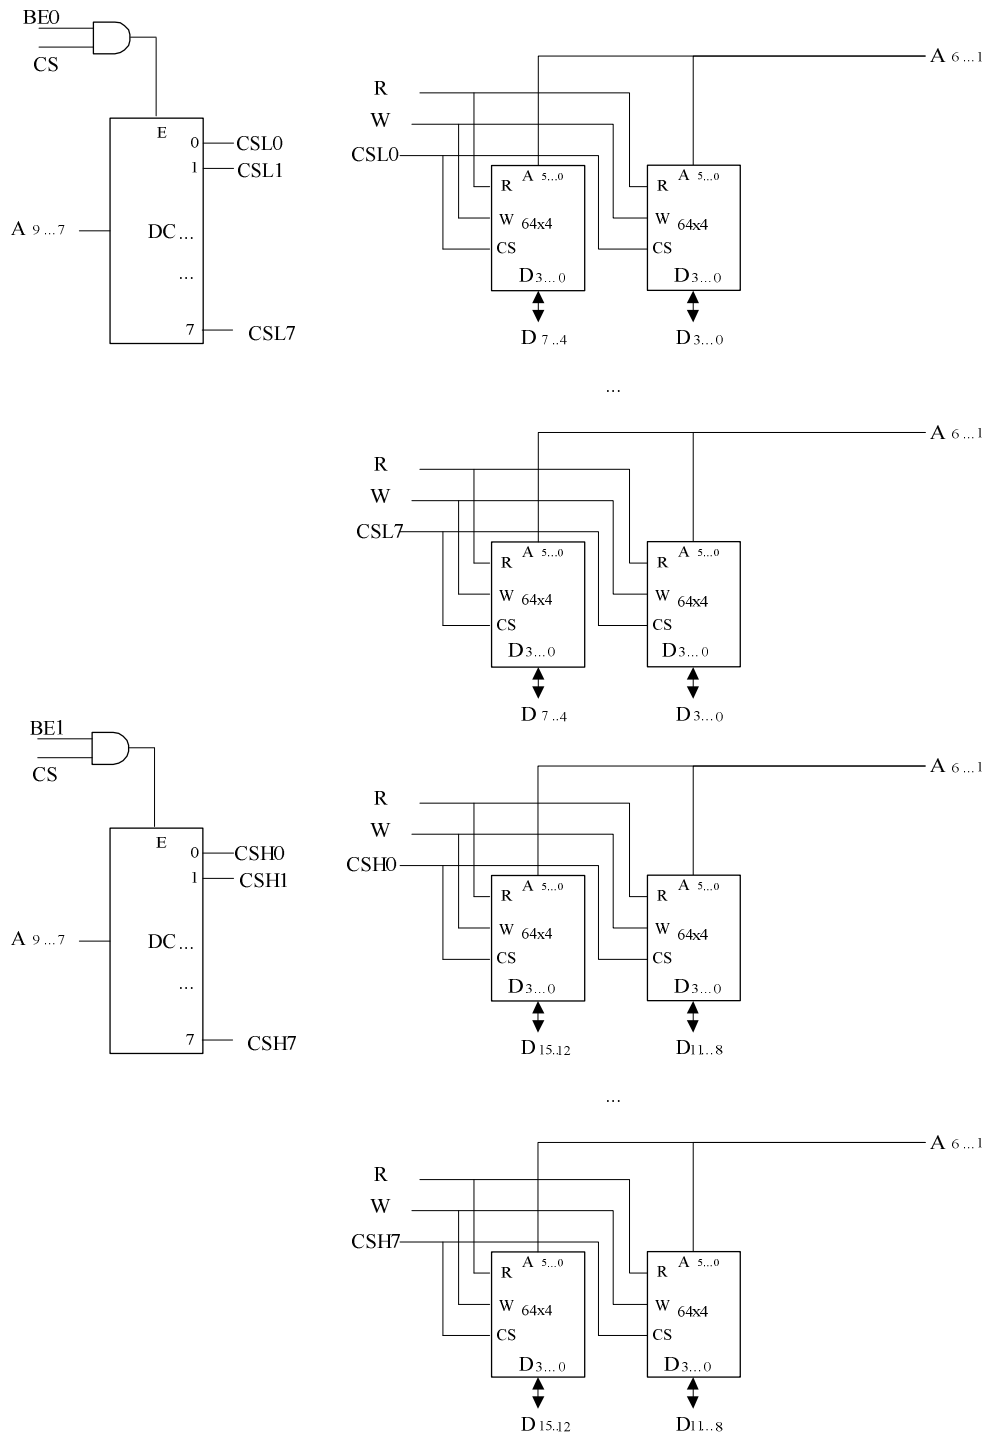 BE0
CS
E
0 CSL0
1 CSL1
A 9 ...7
DC...
...
7 CSL7
A 6 ...1
R
W
CSL0
A 5...0
R
W 64x4
CS
D3...0
D 7 ..4
A 5...0
R
W 64x4
CS
D3...0
D3...0
...
A 6 ...1
R
W
CSL7
A 5...0
R
W 64x4
CS
D3...0
D 7 ..4
A 5...0
R
W 64x4
CS
D3...0
D3...0
BE1
CS
E
0 CSH0
1 CSH1
A 9 ...7
DC...
...
7 CSH7
A 6 ...1
R
W
CSH0
A 5...0
R
W 64x4
CS
D3...0
D15..12
A 5...0
R
W 64x4
CS
D3...0
D11...8
...
A 6 ...1
R
W
CSH7
A 5...0
R
W 64x4
CS
D3...0
D15..12
A 5...0
R
W 64x4
CS
D3...0
D11...8